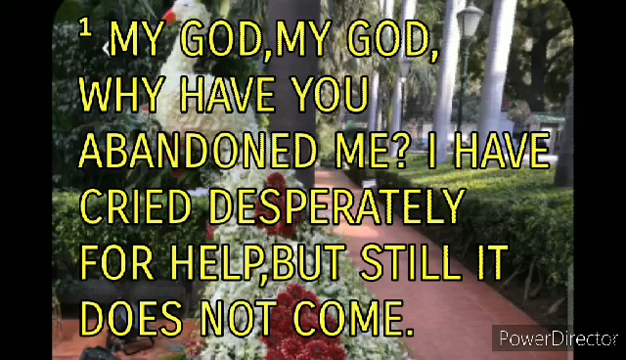 ¹ MY GOD,MY GOD,
WHY HAVE YOU
ABANDONED ME? I HAVE
CRIED DESPERATELY
FOR HELP,BUT STILL IT
DOES NOT COME.
PowerDirector